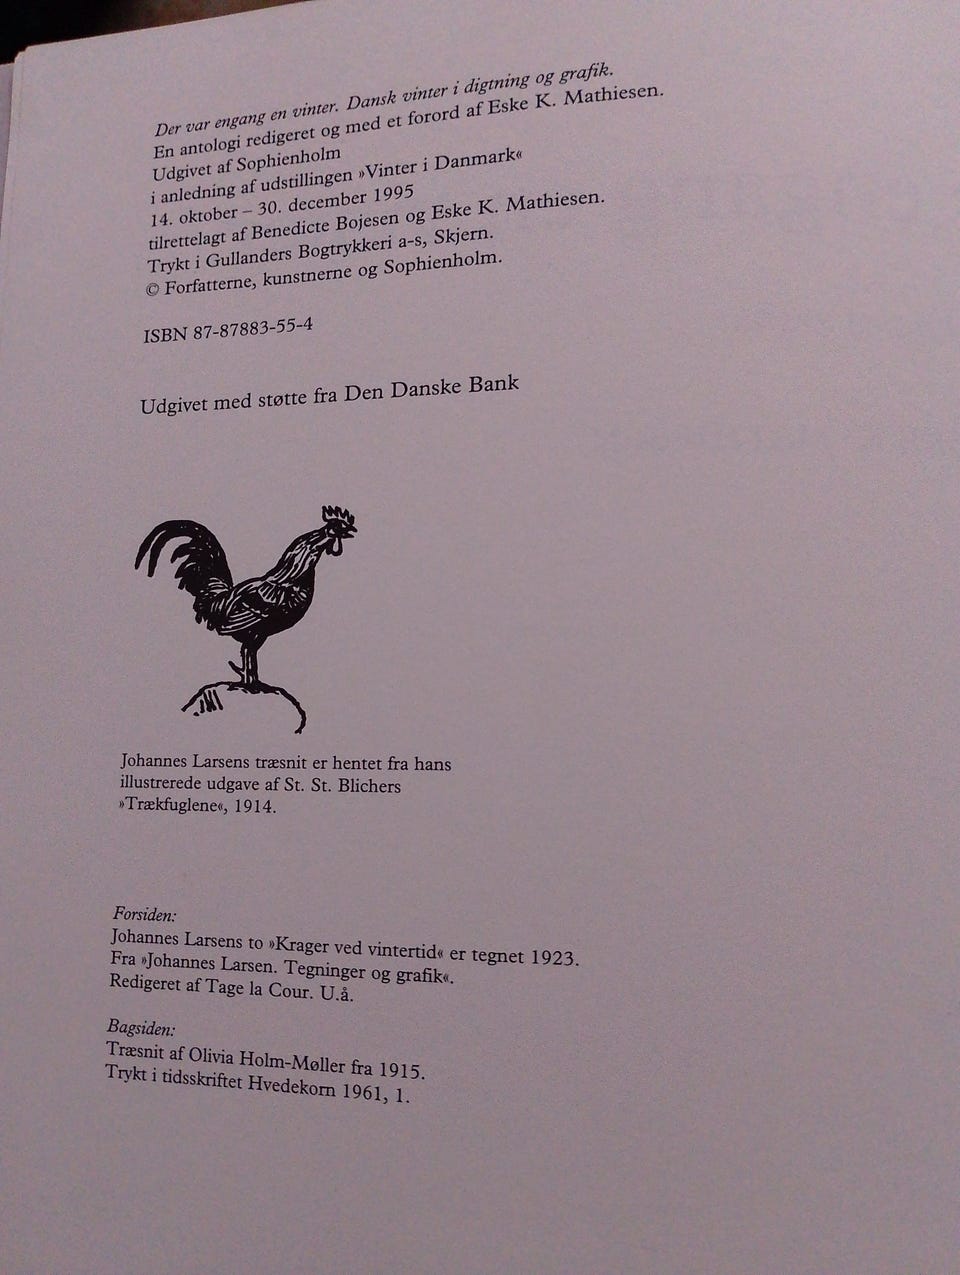 Der var engang en vinter. Dansk vinter i digtning og grafik.
En antologi redigeret og med et forord af Eske K. Mathiesen.
Udgivet af Sophienholm
i anledning af udstillingen »Vinter i Danmark«
14. oktober – 30. december 1995
tilrettelagt af Benedicte Bojesen og Eske K. Mathiesen.
Trykt i Gullanders Bogtrykkeri a-s, Skjern.
© Forfatterne, kunstnerne og Sophienholm.
ISBN 87-87883-55-4
Udgivet med støtte fra Den Danske Bank
Johannes Larsens træsnit er hentet fra hans
illustrerede udgave af St. St. Blichers
»Trækfuglene«, 1914.
Forsiden:
Johannes Larsens to »Krager ved vintertid« er tegnet 1923.
Fra »Johannes Larsen. Tegninger og grafik«.
Redigeret af Tage la Cour. U.å.
Bagsiden:
Træsnit af Olivia Holm-Møller fra 1915.
Trykt i tidsskriftet Hvedekorn 1961, 1.